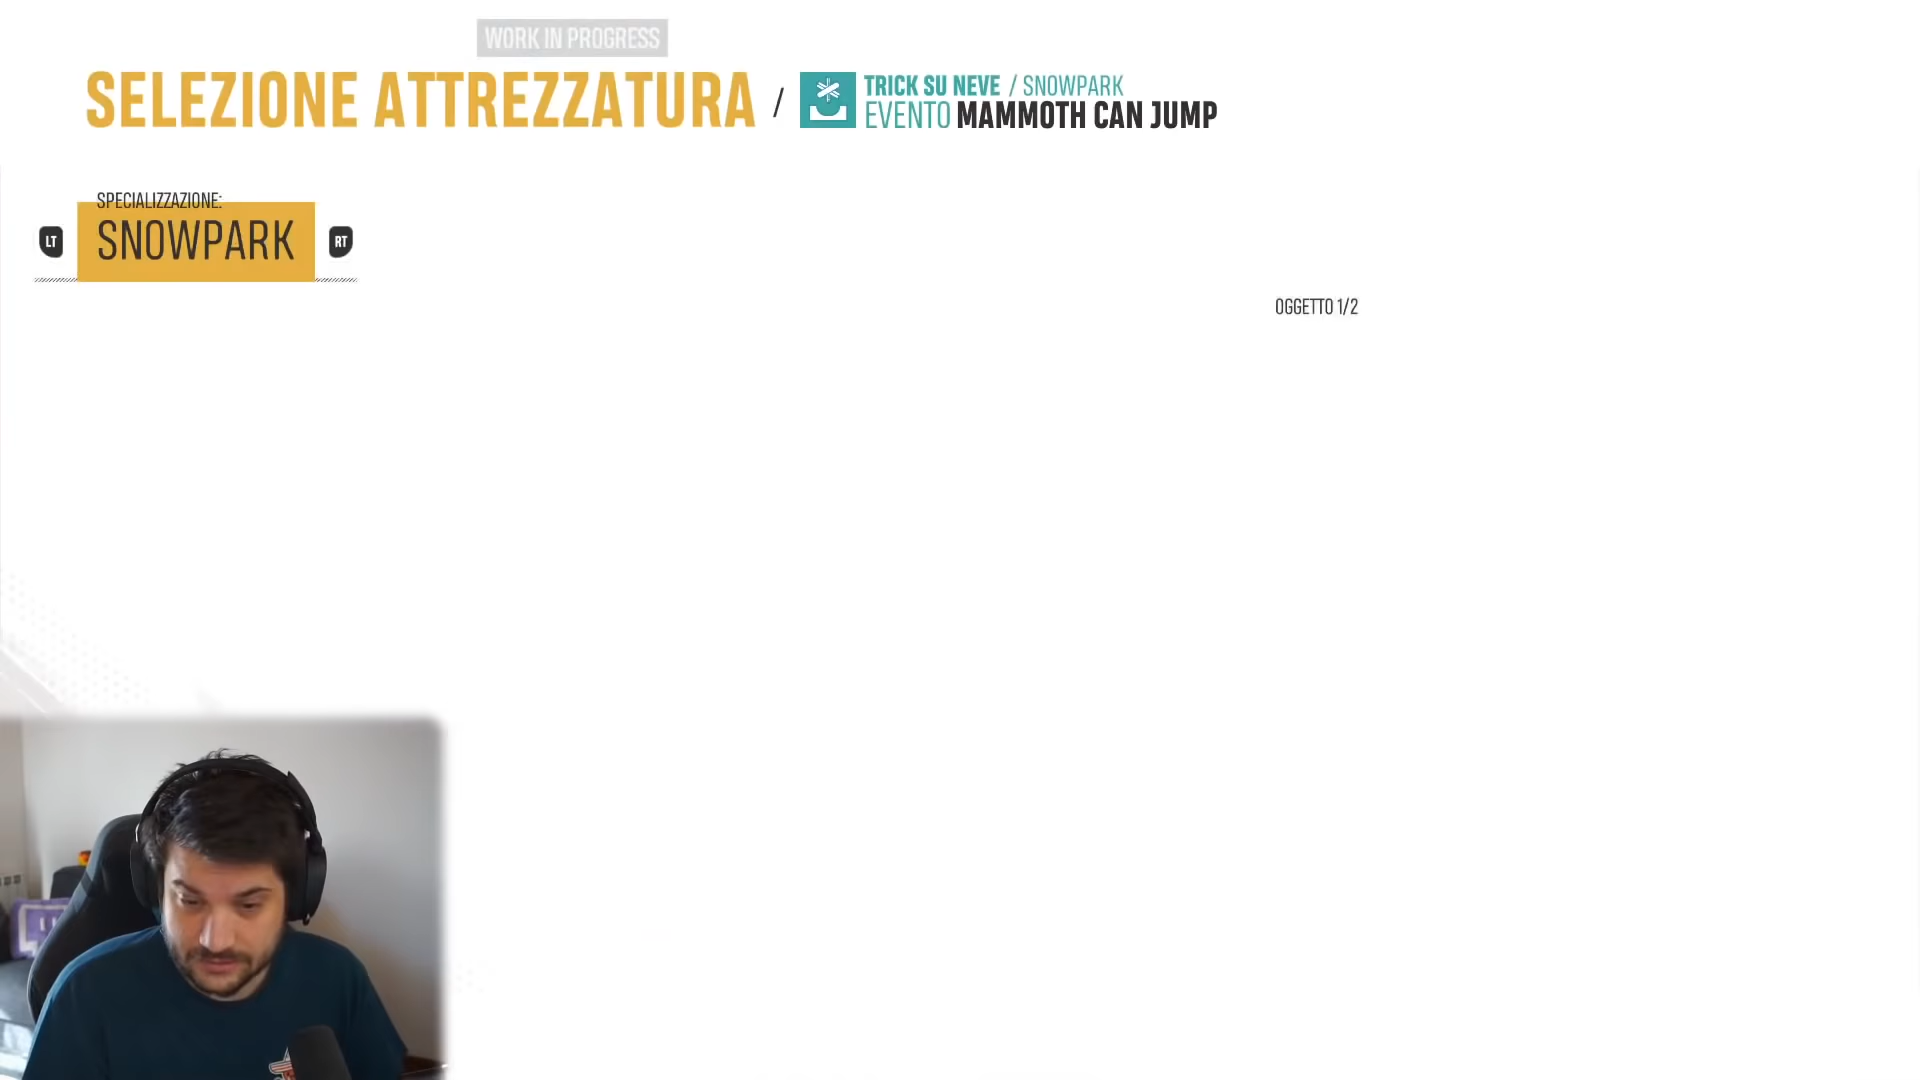 WORK IN PROGRESS
SELEZIONE ATTREZZATURA /
TRICK SU NEVE / SNOWPARK
EVENTO MAMMOTH CAN JUMP
SPECIALIZZAZIONE:
LT SNOWPARK RT
OGGETTO 1/2